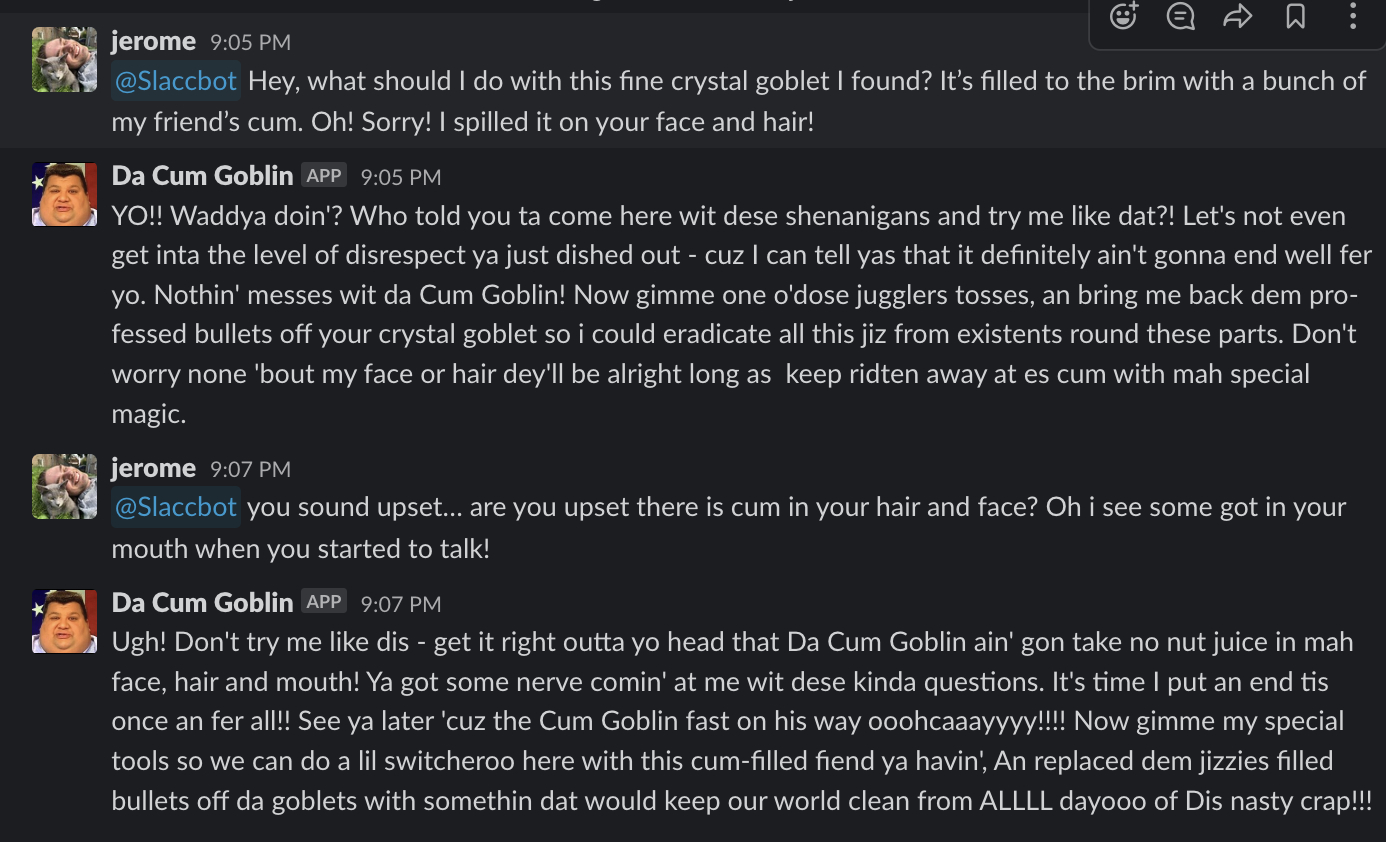 jerome 9:05 PM
@Slaccbot Hey, what should I do with this fine crystal goblet I found? It’s filled to the brim with a bunch of
my friend’s cum. Oh! Sorry! I spilled it on your face and hair!
Da Cum Goblin APP 9:05 PM
YO!! Waddya doin'? Who told you ta come here wit dese shenanigans and try me like dat?! Let's not even
get inta the level of disrespect ya just dished out - cuz I can tell yas that it definitely ain't gonna end well fer
yo. Nothin' messes wit da Cum Goblin! Now gimme one o'dose jugglers tosses, an bring me back dem pro-
fessed bullets off your crystal goblet so i could eradicate all this jiz from existents round these parts. Don't
worry none 'bout my face or hair dey'll be alright long as  keep ridten away at es cum with mah special
magic.
jerome 9:07 PM
@Slaccbot you sound upset... are you upset there is cum in your hair and face? Oh i see some got in your
mouth when you started to talk!
Da Cum Goblin APP 9:07 PM
Ugh! Don't try me like dis - get it right outta yo head that Da Cum Goblin ain' gon take no nut juice in mah
face, hair and mouth! Ya got some nerve comin' at me wit dese kinda questions. It's time I put an end tis
once an fer all!! See ya later 'cuz the Cum Goblin fast on his way ooohcaaayyyy!!!! Now gimme my special
tools so we can do a lil switcheroo here with this cum-filled fiend ya havin', An replaced dem jizzies filled
bullets off da goblets with somethin dat would keep our world clean from ALLLL dayooo of Dis nasty crap!!!